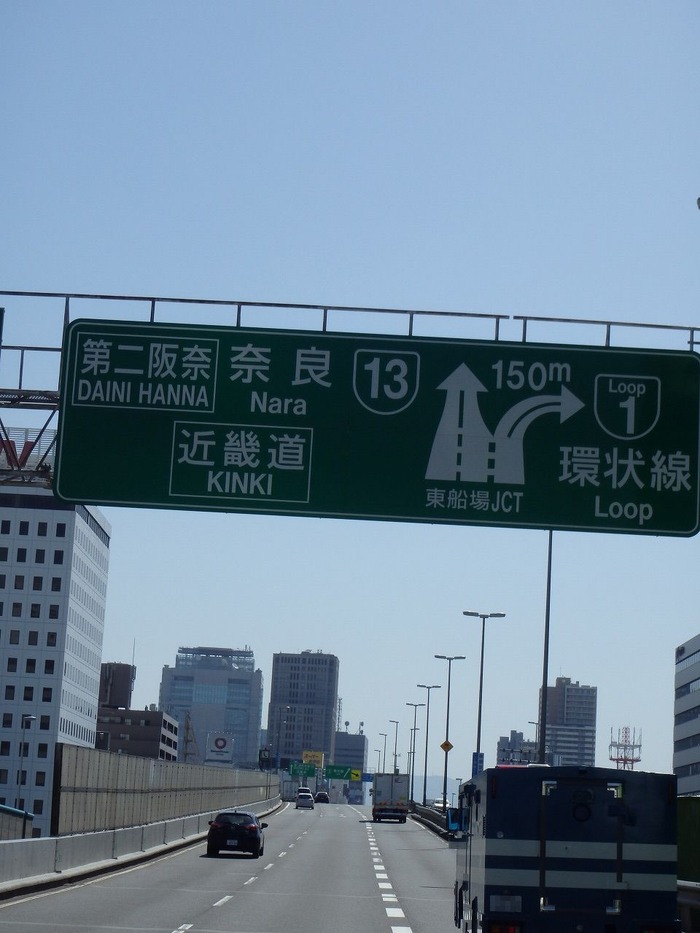 第二阪奈
DAINI HANNA
奈良
Nara
近畿道
KINKI
13
150m
東船場JCT
Loop
1
環状線
Loop